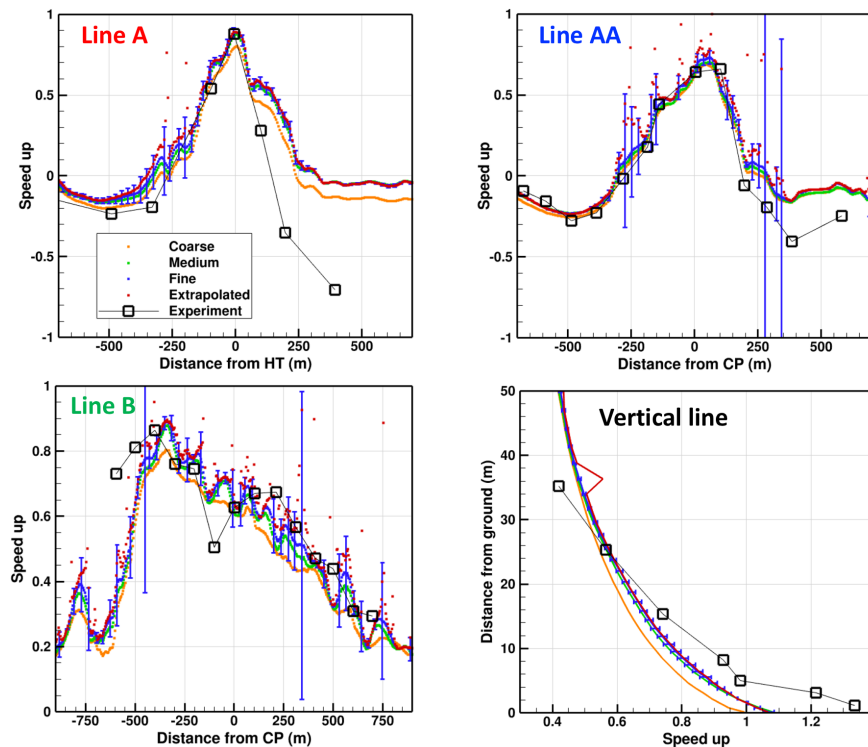 Line A
1
0.5
0
-0.5
-1
Speed up
Coarse
Medium
Fine
Extrapolated
Experiment
-500 -250 0 250 500
Distance from HT (m)
Line AA
1
0.5
0
-0.5
-1
Speed up
-500 0 500
Distance from CP (m)
Line B
1
0.8
0.6
0.4
0.2
0
Speed up
-750 -500 -250 0 250 500 750
Distance from CP (m)
Vertical line
50
40
30
20
10
0
Distance from ground (m)
0.4 0.6 0.8 1 1.2
Speed up